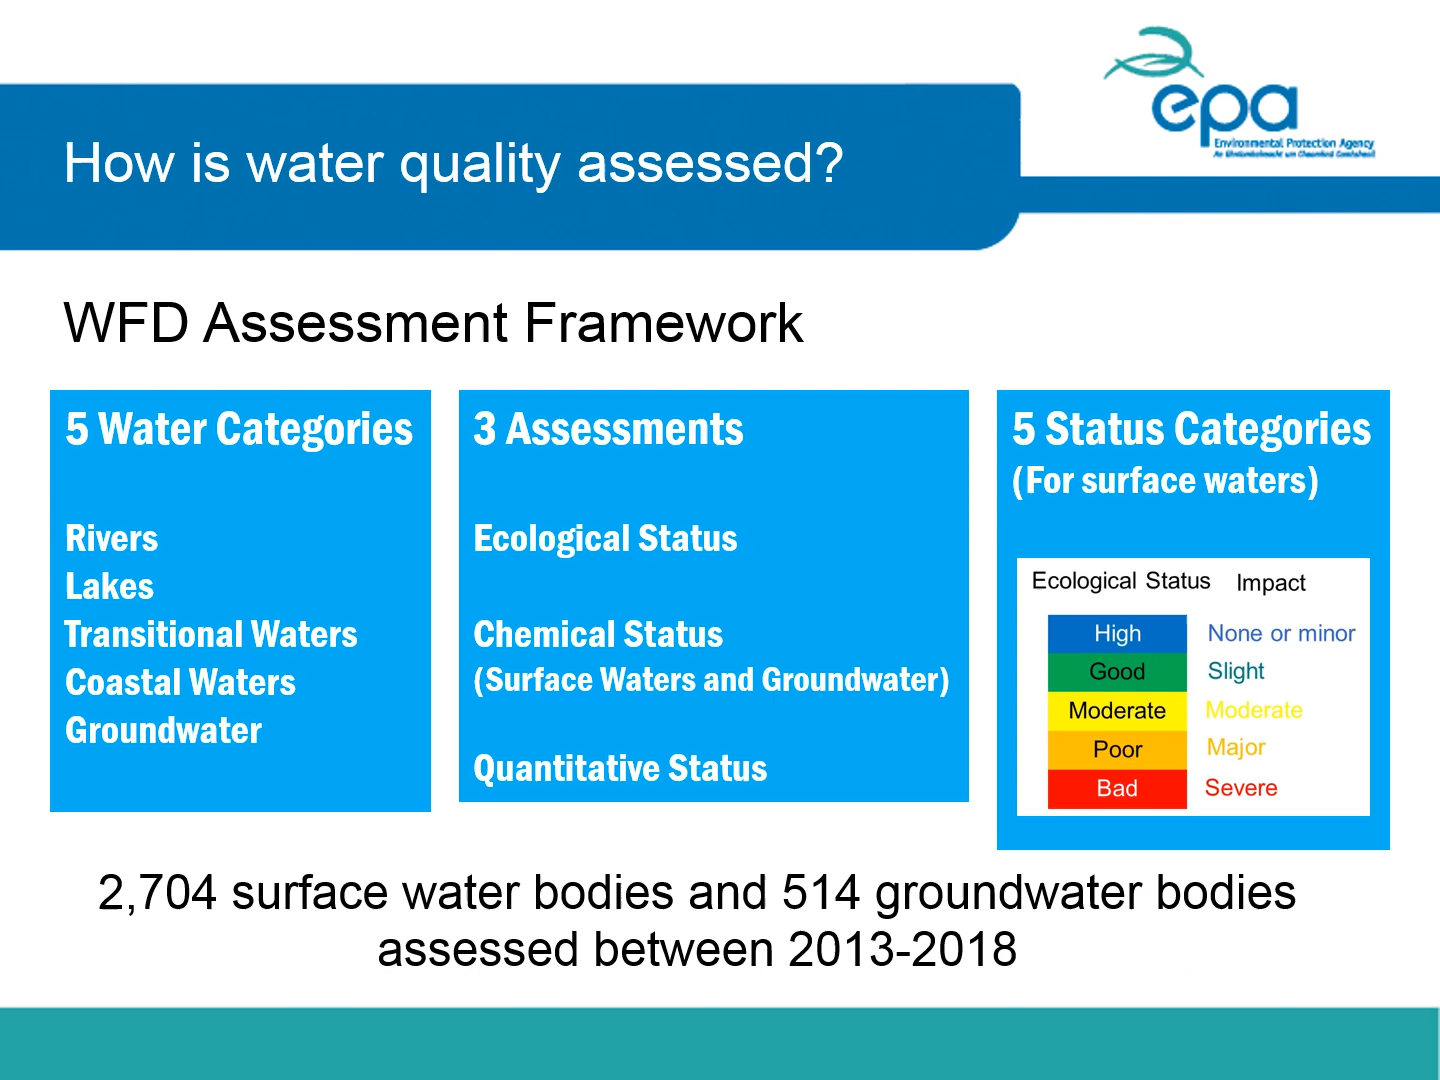 epa
Environmental Protection Agency
How is water quality assessed?
WFD Assessment Framework
5 Water Categories
Rivers
Lakes
Transitional Waters
Coastal Waters
Groundwater
3 Assessments
Ecological Status
Chemical Status
(Surface Waters and Groundwater)
Quantitative Status
5 Status Categories
(For surface waters)
Ecological Status Impact
High None or minor
Good Slight
Moderate Moderate
Poor Major
Bad Severe
2,704 surface water bodies and 514 groundwater bodies
assessed between 2013-2018